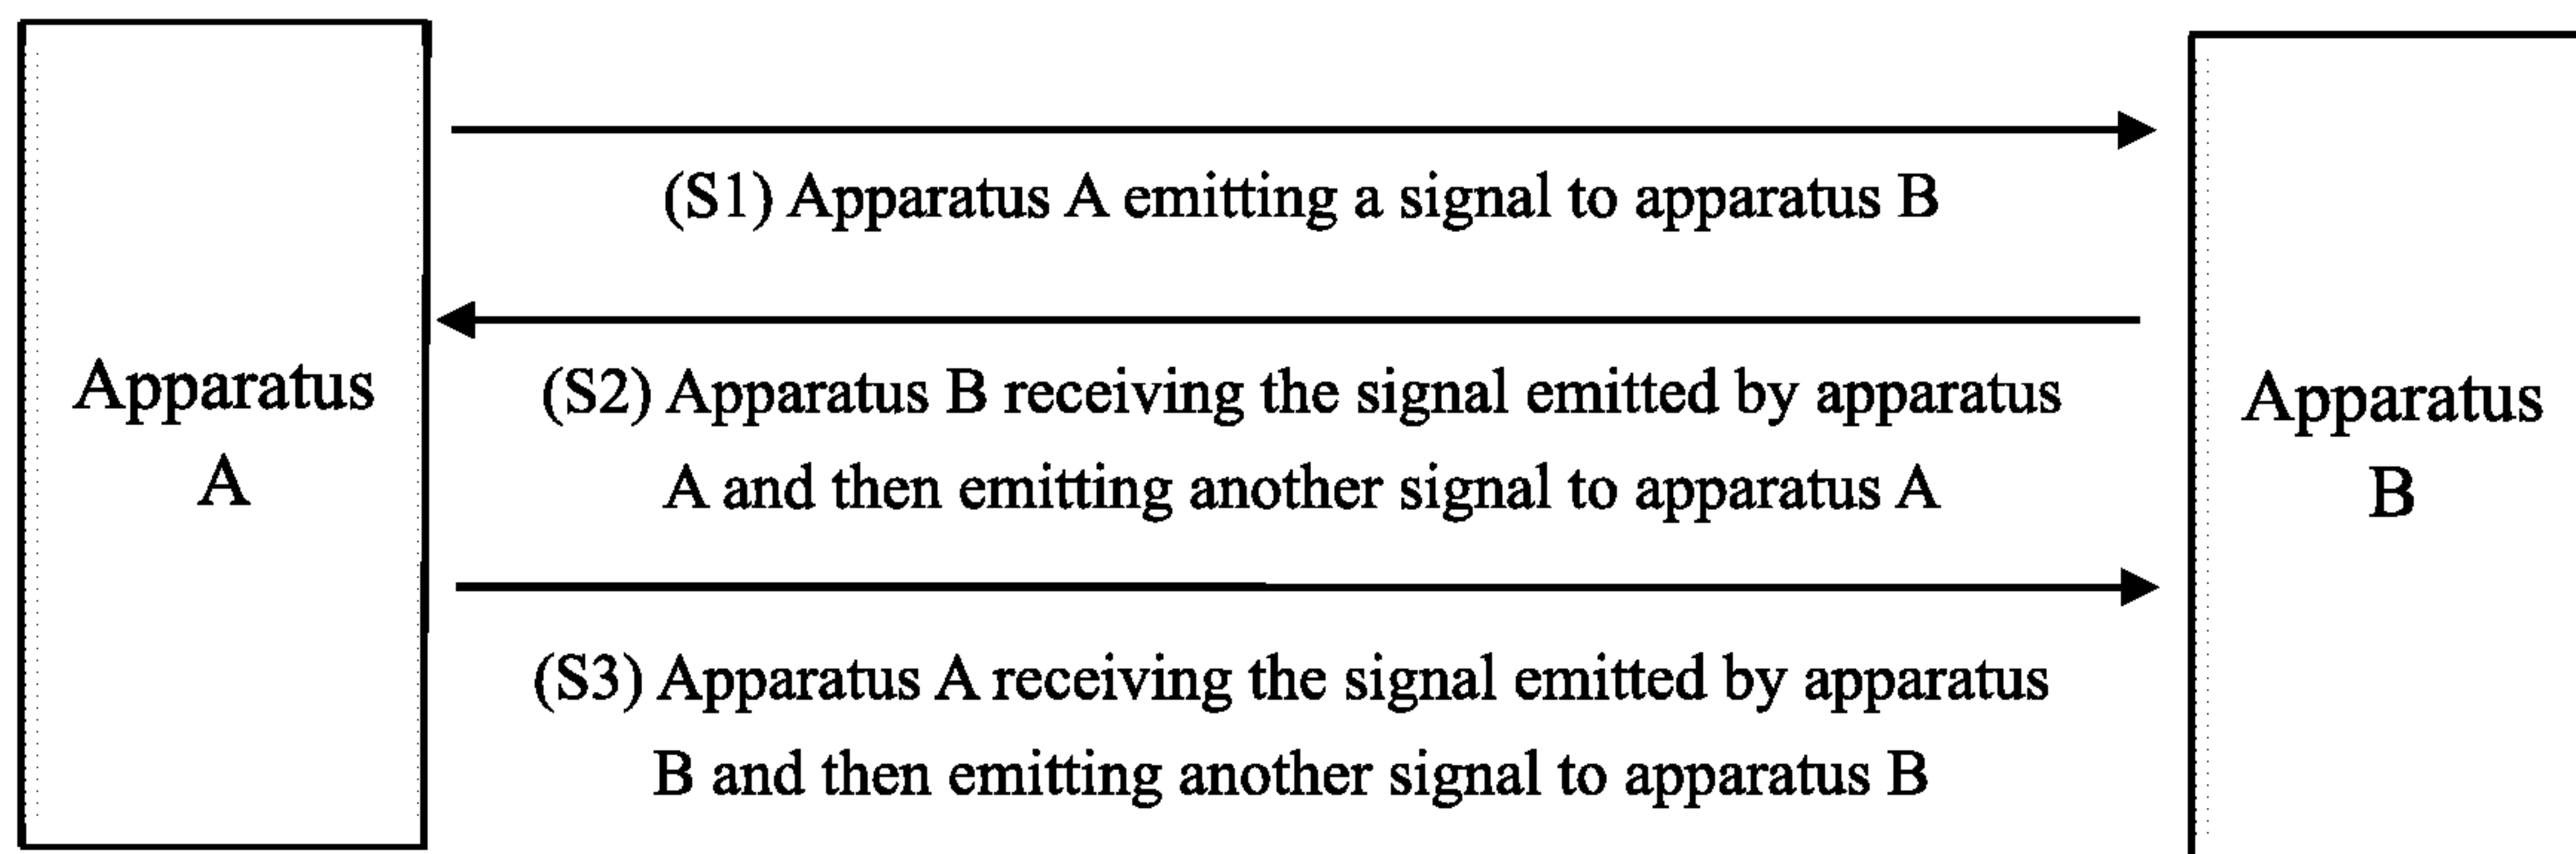 (S1) Apparatus A emitting a signal to apparatus B
Apparatus
A
(S2) Apparatus B receiving the signal emitted by apparatus
A and then emitting another signal to apparatus A
Apparatus
B
(S3) Apparatus A receiving the signal emitted by apparatus
B and then emitting another signal to apparatus B